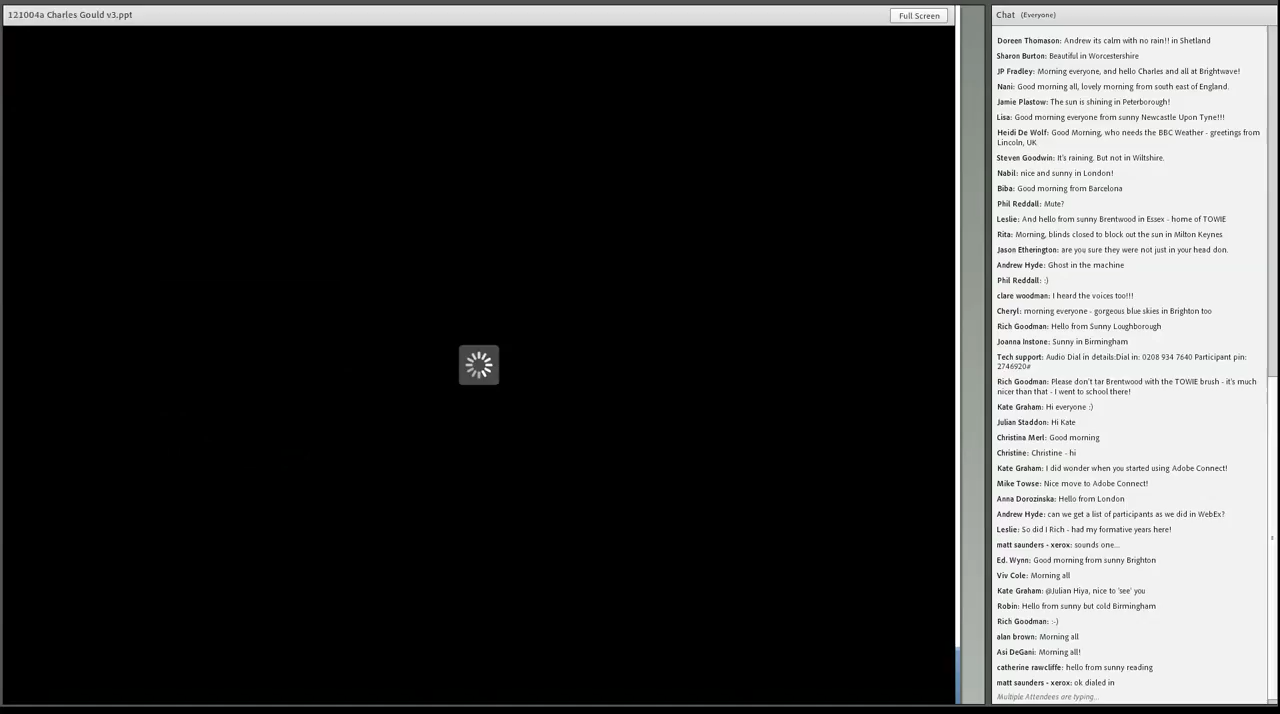 121004a Charles Gould v3.ppt
Full Screen
Chat (Everyone)
Doreen Thomason: Andrew its calm with no rain!! in Shetland
Sharon Burton: Beautiful in Worcestershire
JP Fradley: Morning everyone, and hello Charles and all at Brightwave!
Nani: Good morning all, lovely morning from south east of England.
Jamie Plastow: The sun is shining in Peterborough!
Lisa: Good morning everyone from sunny Newcastle Upon Tyne!!!
Heidi De Wolf: Good Morning, who needs the BBC Weather - greetings from
Lincoln, UK
Steven Goodwin: It's raining. But not in Wiltshire.
Nabil: nice and sunny in London!
Biba: Good morning from Barcelona
Phil Reddall: Mute?
Leslie: And hello from sunny Brentwood in Essex - home of TOWIE
Rita: Morning, blinds closed to block out the sun in Milton Keynes
Jason Etherington: are you sure they were not just in your head don.
Andrew Hyde: Ghost in the machine
Phil Reddall: :)
clare woodman: I heard the voices too!!!
Cheryl: morning everyone - gorgeous blue skies in Brighton too
Rich Goodman: Hello from Sunny Loughborough
Joanna Instone: Sunny in Birmingham
Tech support: Audio Dial in details:Dial in: 0208 934 7640 Participant pin:
2746920#
Rich Goodman: Please don't tar Brentwood with the TOWIE brush - it's much
nicer than that - I went to school there!
Kate Graham: Hi everyone :)
Julian Staddon: Hi Kate
Christina Merl: Good morning
Christine: Christine - hi
Kate Graham: I did wonder when you started using Adobe Connect!
Mike Towse: Nice move to Adobe Connect!
Anna Dorozinska: Hello from London
Andrew Hyde: can we get a list of participants as we did in WebEx?
Leslie: So did I Rich - had my formative years here!
matt saunders - xerox: sounds one...
Ed. Wynn: Good morning from sunny Brighton
Viv Cole: Morning all
Kate Graham: @Julian Hiya, nice to 'see' you
Robin: Hello from sunny but cold Birmingham
Rich Goodman: :-)
alan brown: Morning all
Asi DeGani: Morning all!
catherine rawcliffe: hello from sunny reading
matt saunders - xerox: ok dialed in
Multiple Attendees are typing...